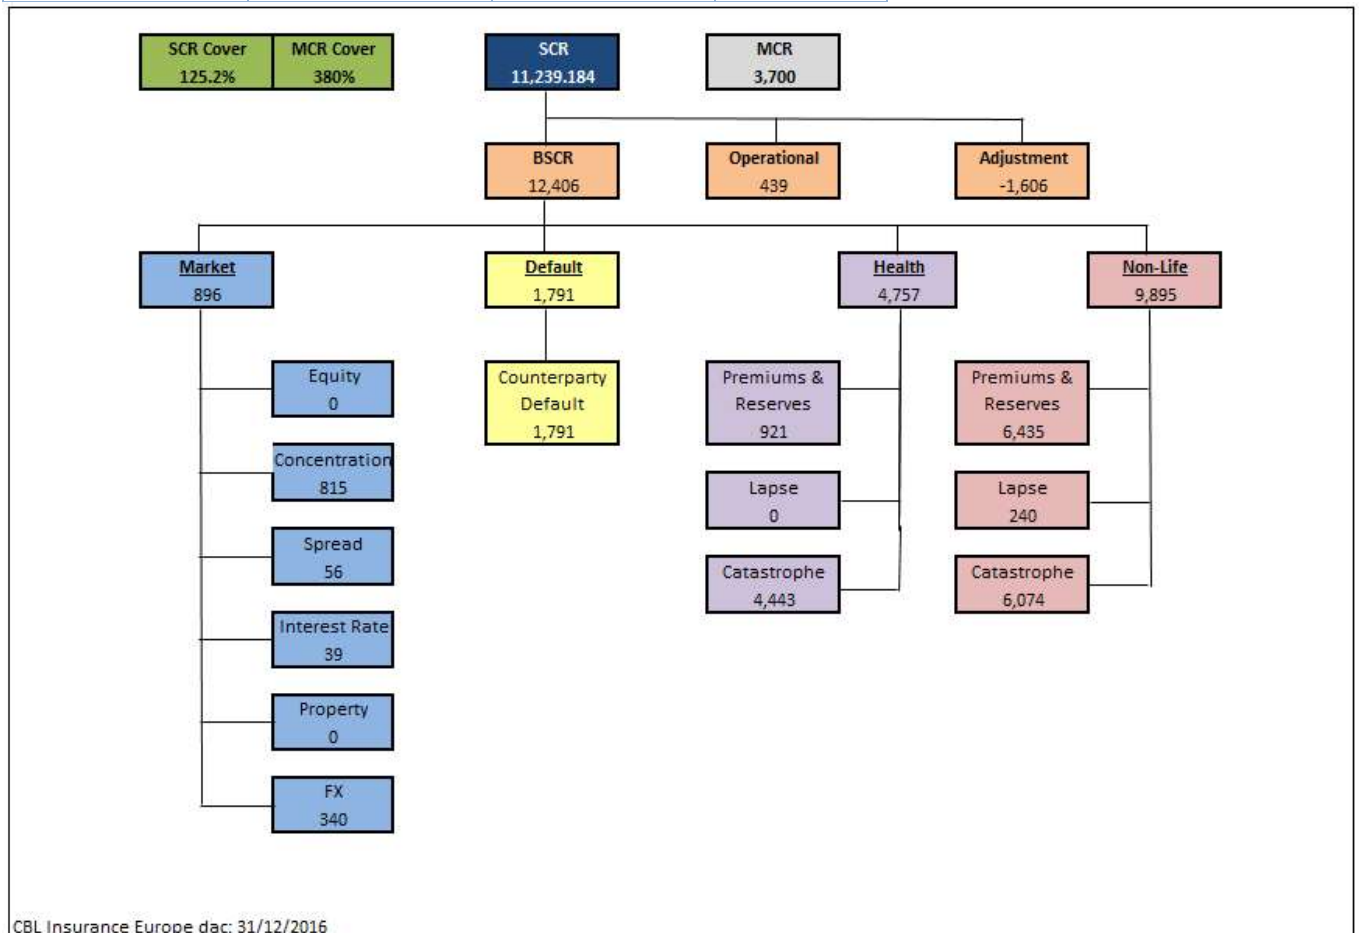 SCR Cover
125.2%
MCR Cover
380%
SCR
11,239.184
MCR
3,700
BSCR
12,406
Operational
439
Adjustment
-1,606
Market
896
Default
1,791
Health
4,757
Non-Life
9,895
Equity
0
Concentration
815
Spread
56
Interest Rate
39
Property
0
FX
340
Counterparty
Default
1,791
Premiums &
Reserves
921
Lapse
0
Catastrophe
4,443
Premiums &
Reserves
6,435
Lapse
240
Catastrophe
6,074
CBL Insurance Europe dac: 31/12/2016